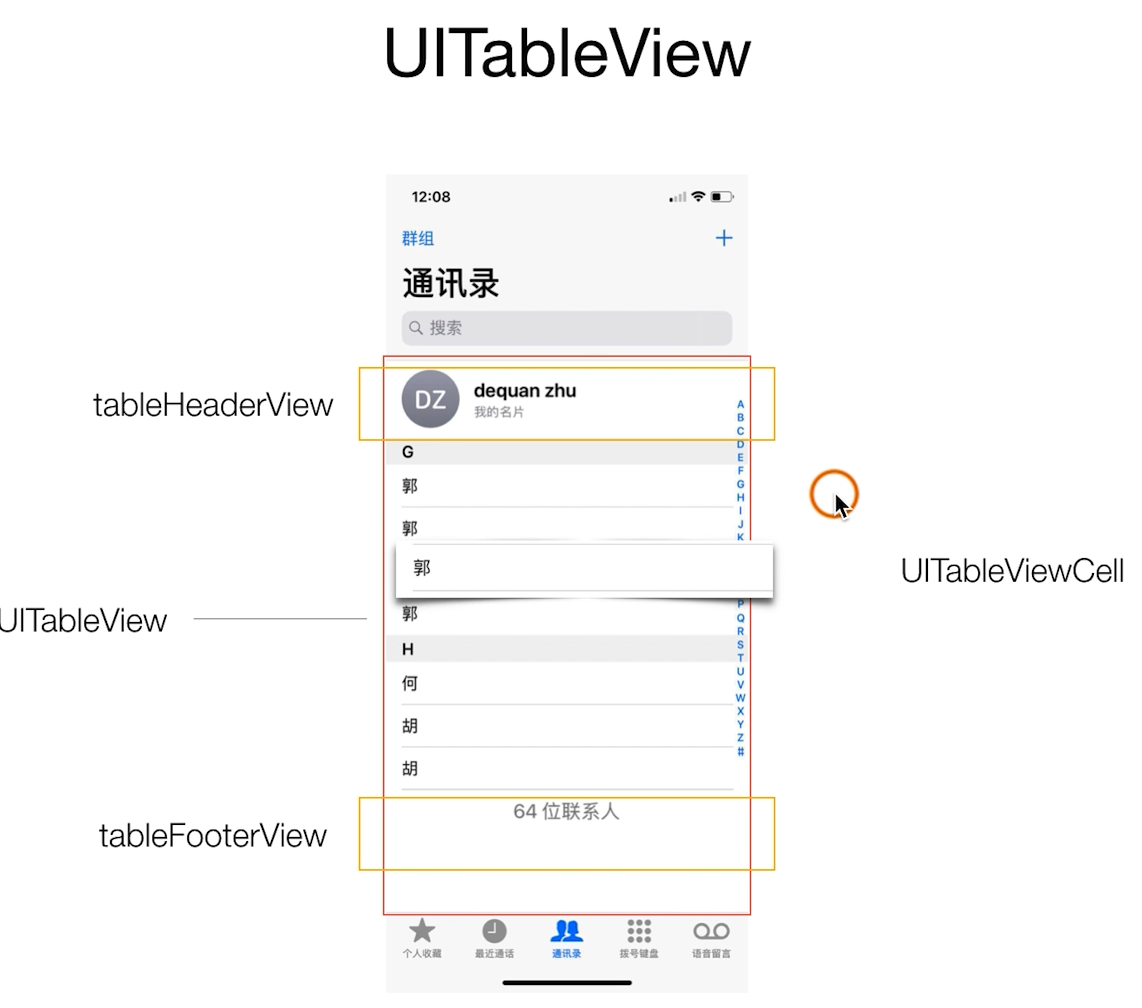 UITableView
12:08
群组
通讯录
搜索
tableHeaderView
DZ
dequan zhu
我的名片
A
B
C
D
E
F
G
H
I
J
K
G
郭
郭
郭
UITableViewCell
郭
UITableView
P
Q
R
S
T
U
V
W
X
Y
Z
#
H
何
胡
胡
64 位联系人
tableFooterView
个人收藏
最近通话
通讯录
拨号键盘
语音留言